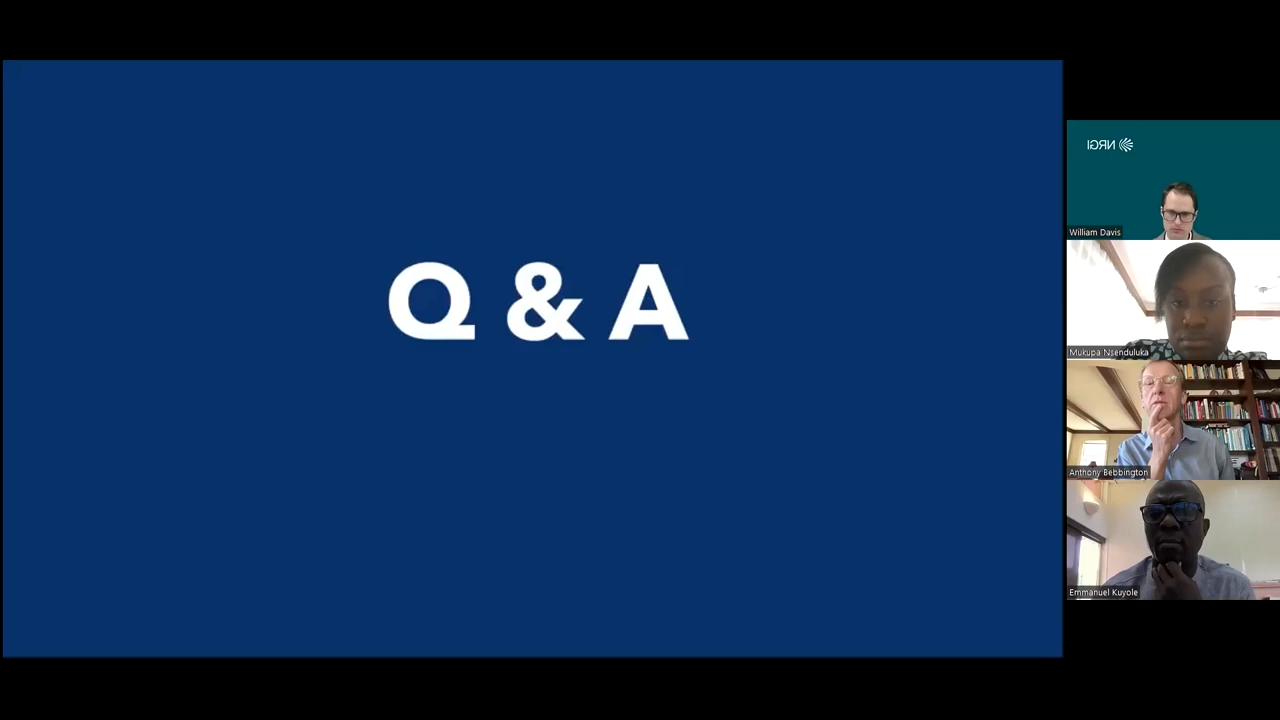 Q & A
NRGI
William Davis
Mukupa Nsenduluka
Anthony Bebbington
Emmanuel Kuyole